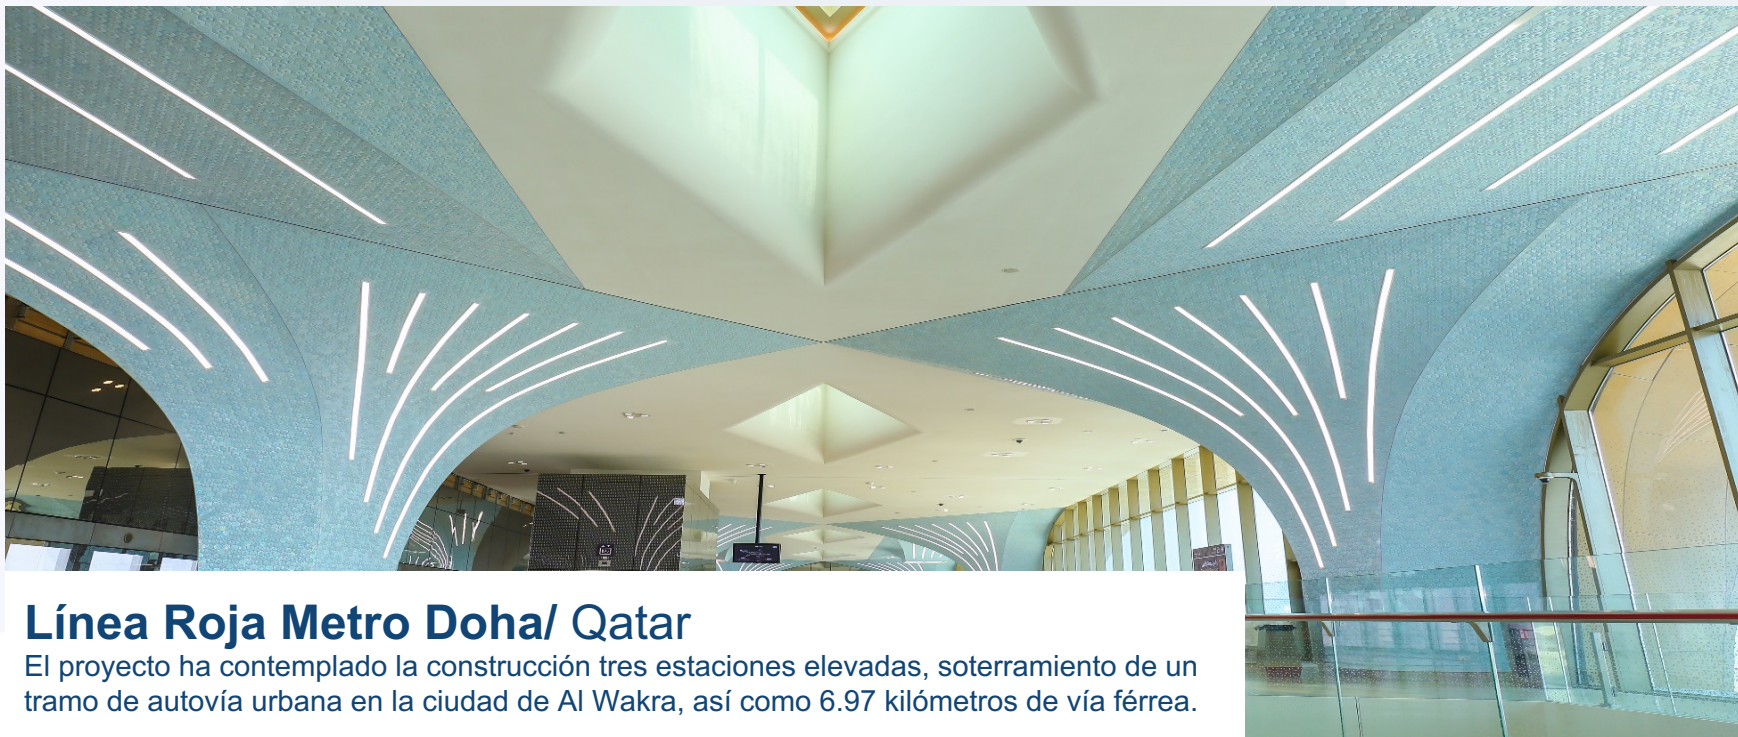 Línea Roja Metro Doha/ Qatar
El proyecto ha contemplado la construcción tres estaciones elevadas, soterramiento de un
tramo de autovía urbana en la ciudad de Al Wakra, así como 6.97 kilómetros de vía férrea.